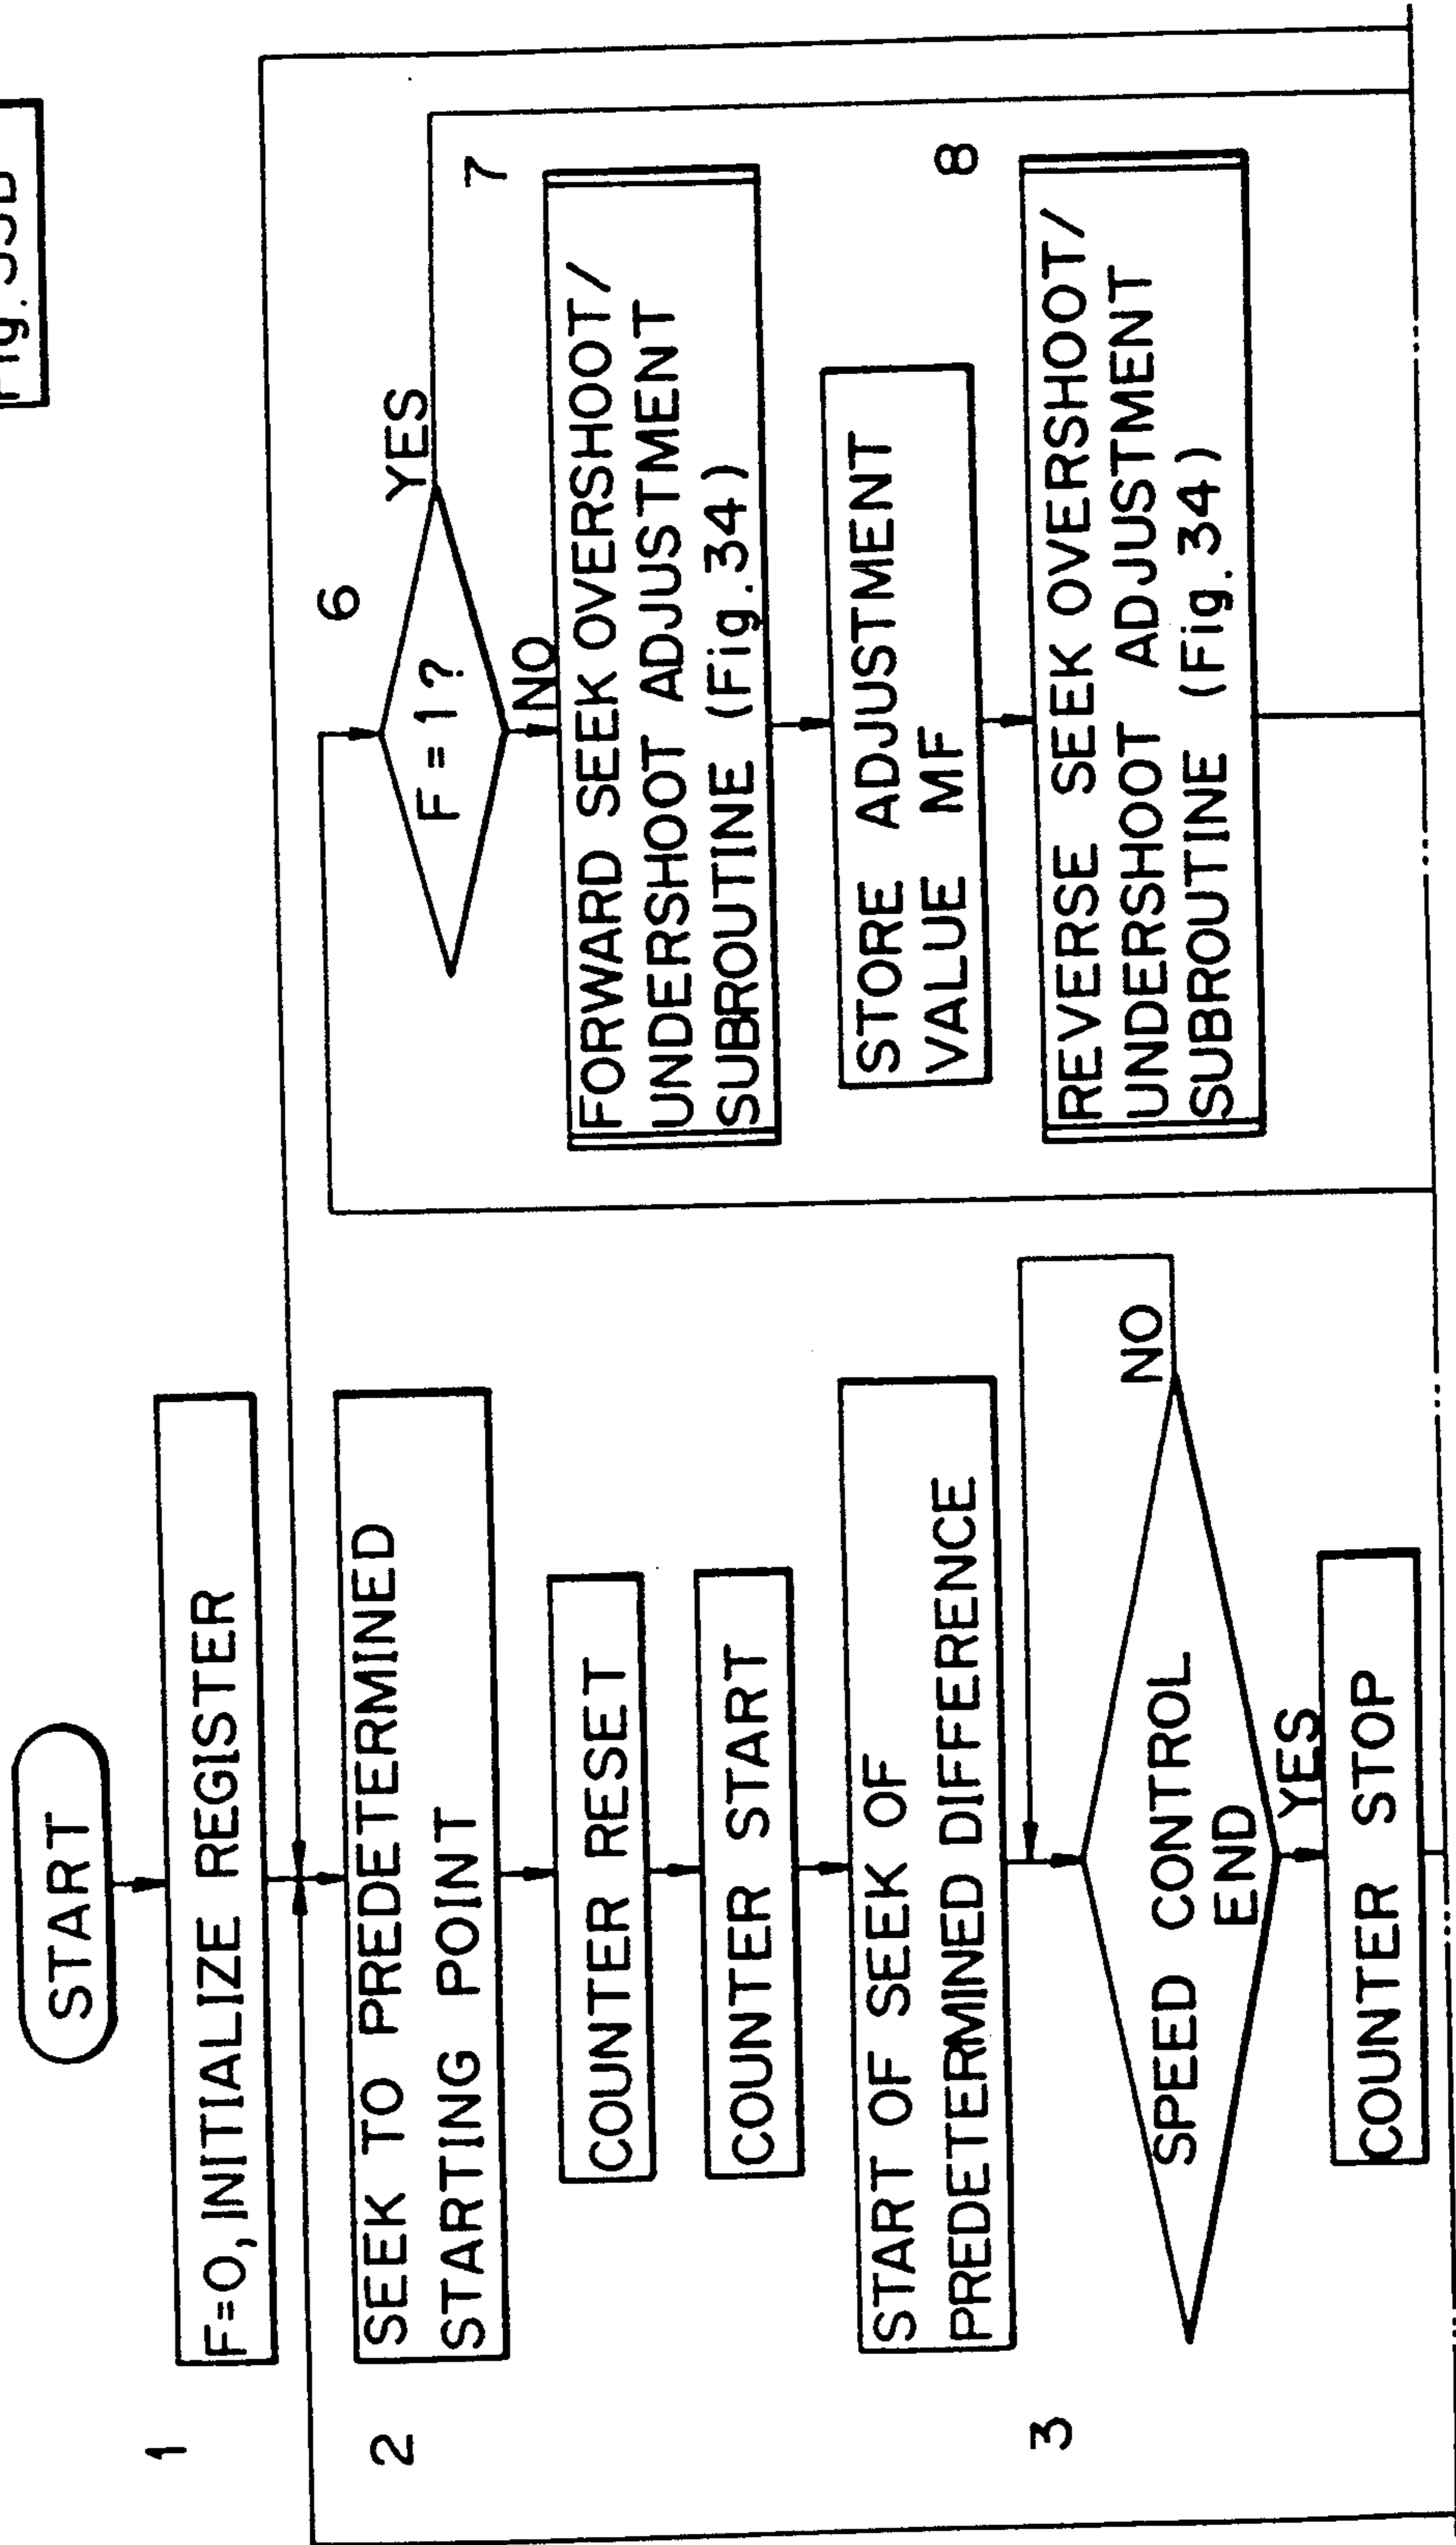 START
1
F=0, INITIALIZE REGISTER
2
SEEK TO PREDETERMINED
STARTING POINT
COUNTER RESET
COUNTER START
START OF SEEK OF
PREDETERMINED DIFFERENCE
3
SPEED CONTROL
END
NO
YES
COUNTER STOP
6
F = 1 ?
YES
NO
7
FORWARD SEEK OVERSHOOT/
UNDERSHOOT ADJUSTMENT
SUBROUTINE (Fig. 34)
STORE ADJUSTMENT
VALUE MF
8
REVERSE SEEK OVERSHOOT/
UNDERSHOOT ADJUSTMENT
SUBROUTINE (Fig. 34)